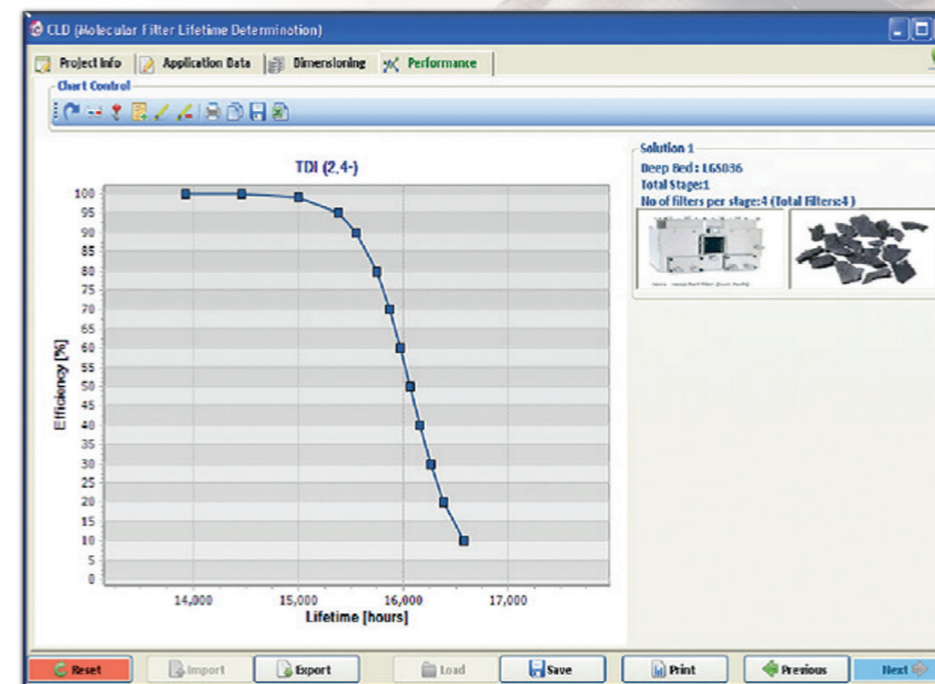 CLD (Molecular Filter Lifetime Determination)
Project Info Application Data Dimensioning Performance
Chart Control
TDI (2,4-)
Solution 1
Deep Bed : LGS036
Total Stage:1
No of filters per stage:4 (Total Filters:4 )
Efficiency [%]
100
95
90
85
80
75
70
65
60
55
50
45
40
35
30
25
20
15
10
5
0
14,000 15,000 16,000 17,000
Lifetime [hours]
Reset Import Export Load Save Print Previous Next